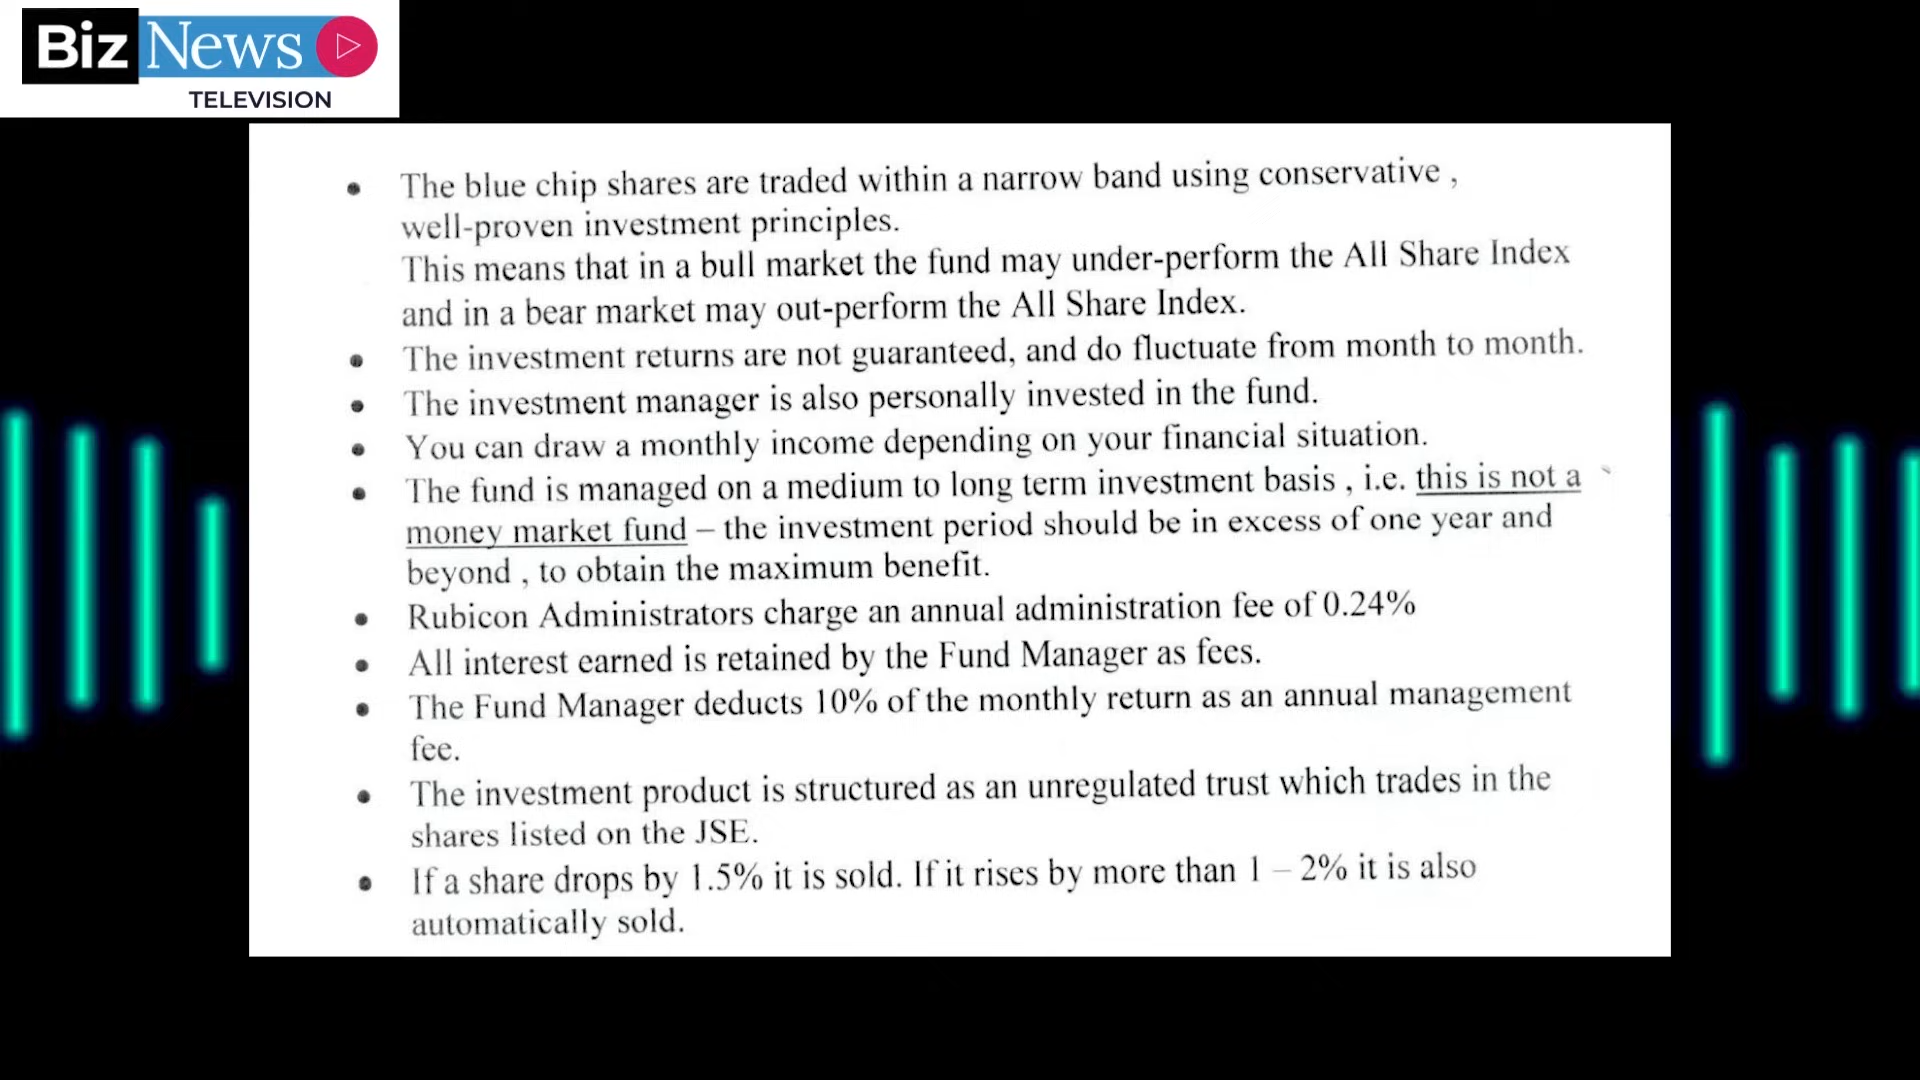 Biz News
TELEVISION
• The blue chip shares are traded within a narrow band using conservative ,
well-proven investment principles.
This means that in a bull market the fund may under-perform the All Share Index
and in a bear market may out-perform the All Share Index.
• The investment returns are not guaranteed, and do fluctuate from month to month.
• The investment manager is also personally invested in the fund.
• You can draw a monthly income depending on your financial situation.
• The fund is managed on a medium to long term investment basis , i.e. this is not a
money market fund – the investment period should be in excess of one year and
beyond , to obtain the maximum benefit.
• Rubicon Administrators charge an annual administration fee of 0.24%
• All interest earned is retained by the Fund Manager as fees.
• The Fund Manager deducts 10% of the monthly return as an annual management
fee.
• The investment product is structured as an unregulated trust which trades in the
shares listed on the JSE.
• If a share drops by 1.5% it is sold. If it rises by more than 1 – 2% it is also
automatically sold.